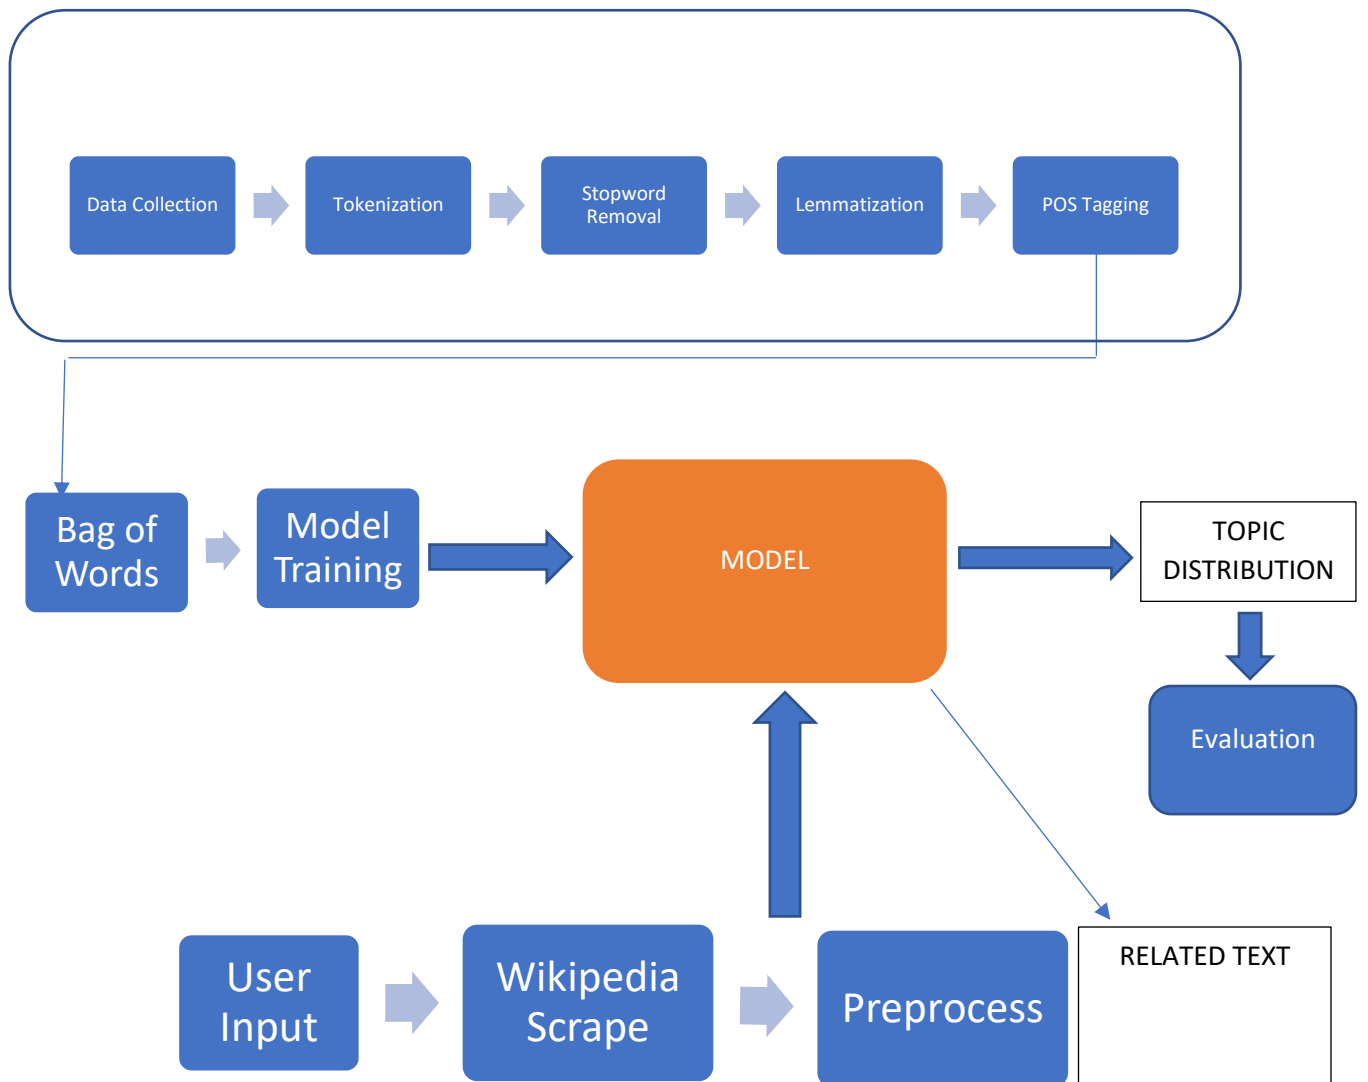 Data Collection
Tokenization
Stopword
Removal
Lemmatization
POS Tagging
Bag of
Words
Model
Training
MODEL
TOPIC
DISTRIBUTION
Evaluation
User
Input
Wikipedia
Scrape
Preprocess
RELATED TEXT